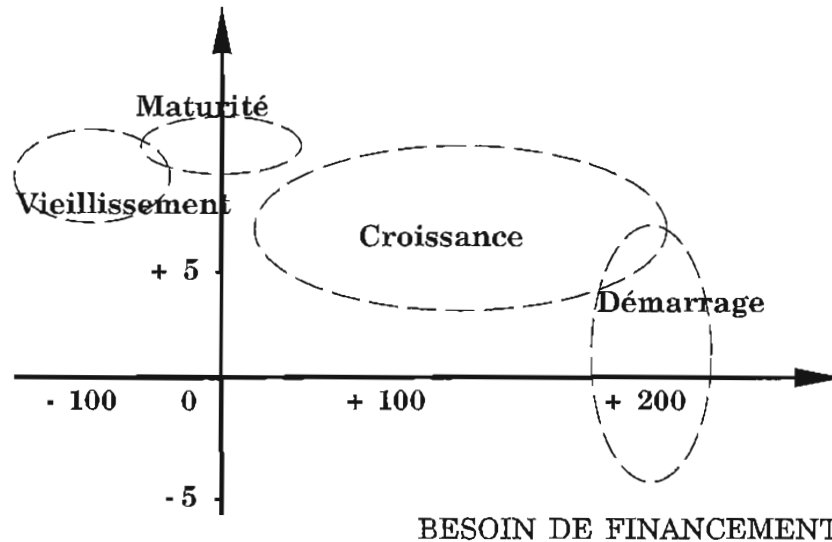 Maturité
Vieillissement
Croissance
+ 5
Démarrage
- 100 0 + 100 + 200
- 5
BESOIN DE FINANCEMENT